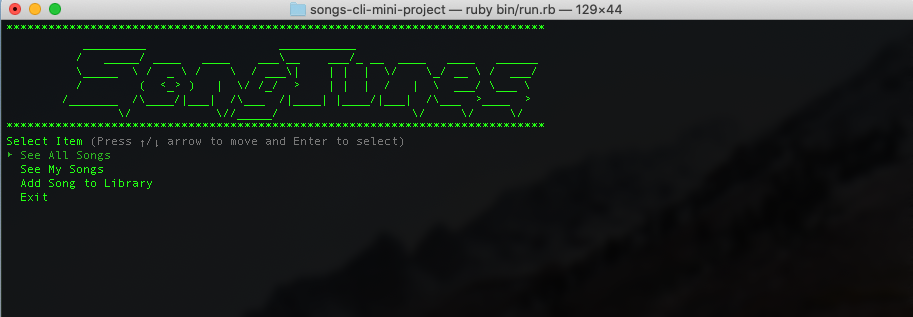 songs-cli-mini-project — ruby bin/run.rb — 129×44
SongTunes
Select Item (Press ↑/↓ arrow to move and Enter to select)
‣ See All Songs
See My Songs
Add Song to Library
Exit